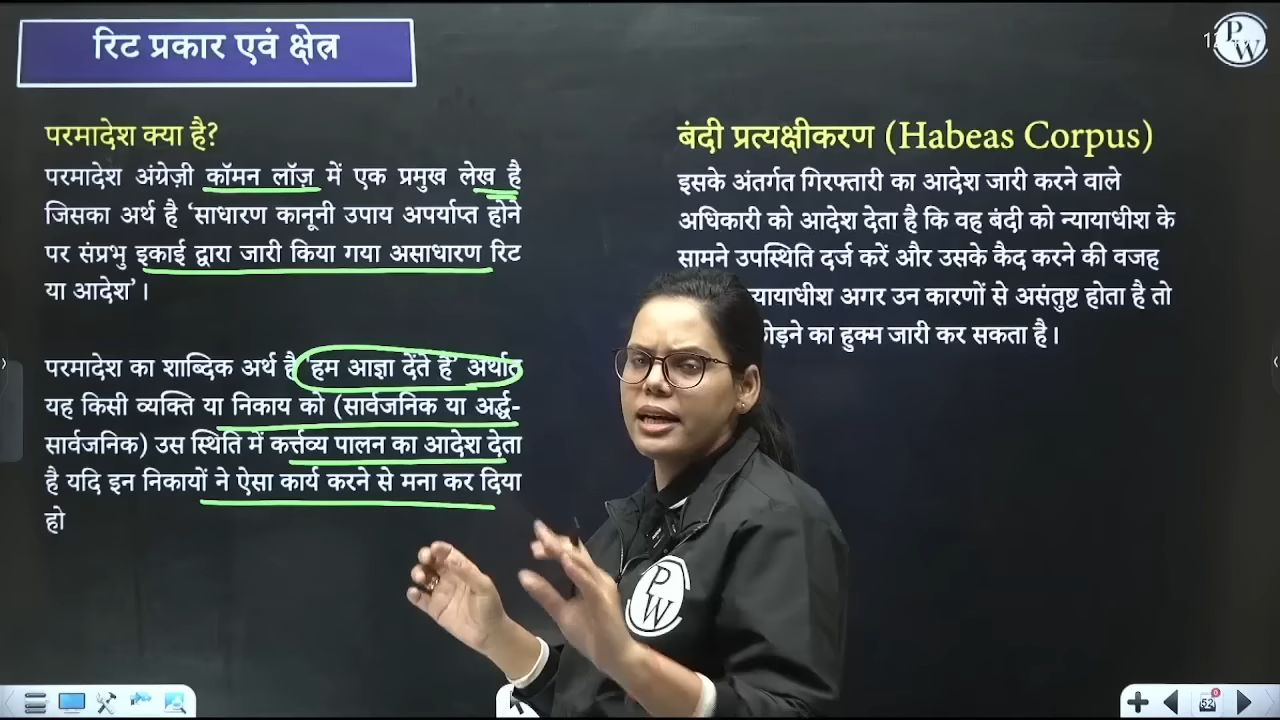 रिट प्रकार एवं क्षेत्र
परमादेश क्या है?
परमादेश अंग्रेज़ी कॉमन लॉज़ में एक प्रमुख लेख है
जिसका अर्थ है ‘साधारण कानूनी उपाय अपर्याप्त होने
पर संप्रभु इकाई द्वारा जारी किया गया असाधारण रिट
या आदेश’।
परमादेश का शाब्दिक अर्थ है ‘हम आज्ञा देंते हैं’ अर्थात
यह किसी व्यक्ति या निकाय को (सार्वजनिक या अर्द्ध-
सार्वजनिक) उस स्थिति में कर्त्तव्य पालन का आदेश देता
है यदि इन निकायों ने ऐसा कार्य करने से मना कर दिया
हो
बंदी प्रत्यक्षीकरण (Habeas Corpus)
इसके अंतर्गत गिरफ्तारी का आदेश जारी करने वाले
अधिकारी को आदेश देता है कि वह बंदी को न्यायाधीश के
सामने उपस्थिति दर्ज करें और उसके कैद करने की वजह
अगर उन कारणों से असंतुष्ट होता है तो
का हुक्म जारी कर सकता है।
PW
PW
52